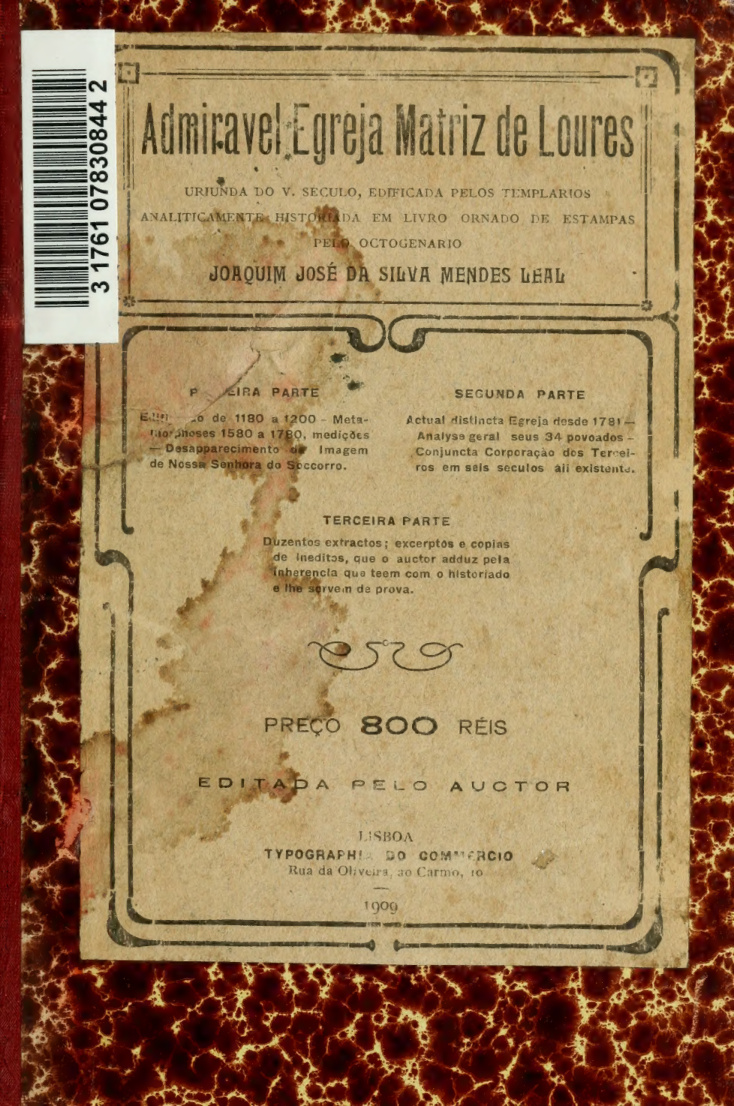 3 1761 07830844 2
Admiravel Egreja Matriz de Loures
URIUNDA DO V. SECULO, EDIFICADA PELOS TEMPLARIOS
ANALITICAMENTE HISTORIADA EM LIVRO ORNADO DE ESTAMPAS
PELO OCTOGENARIO
JOAQUIM JOSÉ DA SILVA MENDES LEAL
PARTE
de 1180 a 1200 - Meta-
morphoses 1580 a 1780, medições
— Desapparecimento da Imagem
de Nossa Senhora do Soccorro.
SEGUNDA PARTE
Actual distincta Egreja desde 1781 —
Analyse geral seus 34 povoados -
Conjuncta Corporação dos Tercei-
ros em seis seculos ali existente.
TERCEIRA PARTE
Duzentos extractos; excerptos e copias
de ineditos, que o auctor adduz pela
inherencia que teem com o historiado
e lhe servem de prova.
PREÇO 800 RÉIS
EDITADA PELO AUCTOR
LISBOA
TYPOGRAPHIA DO COMMERCIO
Rua da Oliveira, ao Carmo, 10
1909